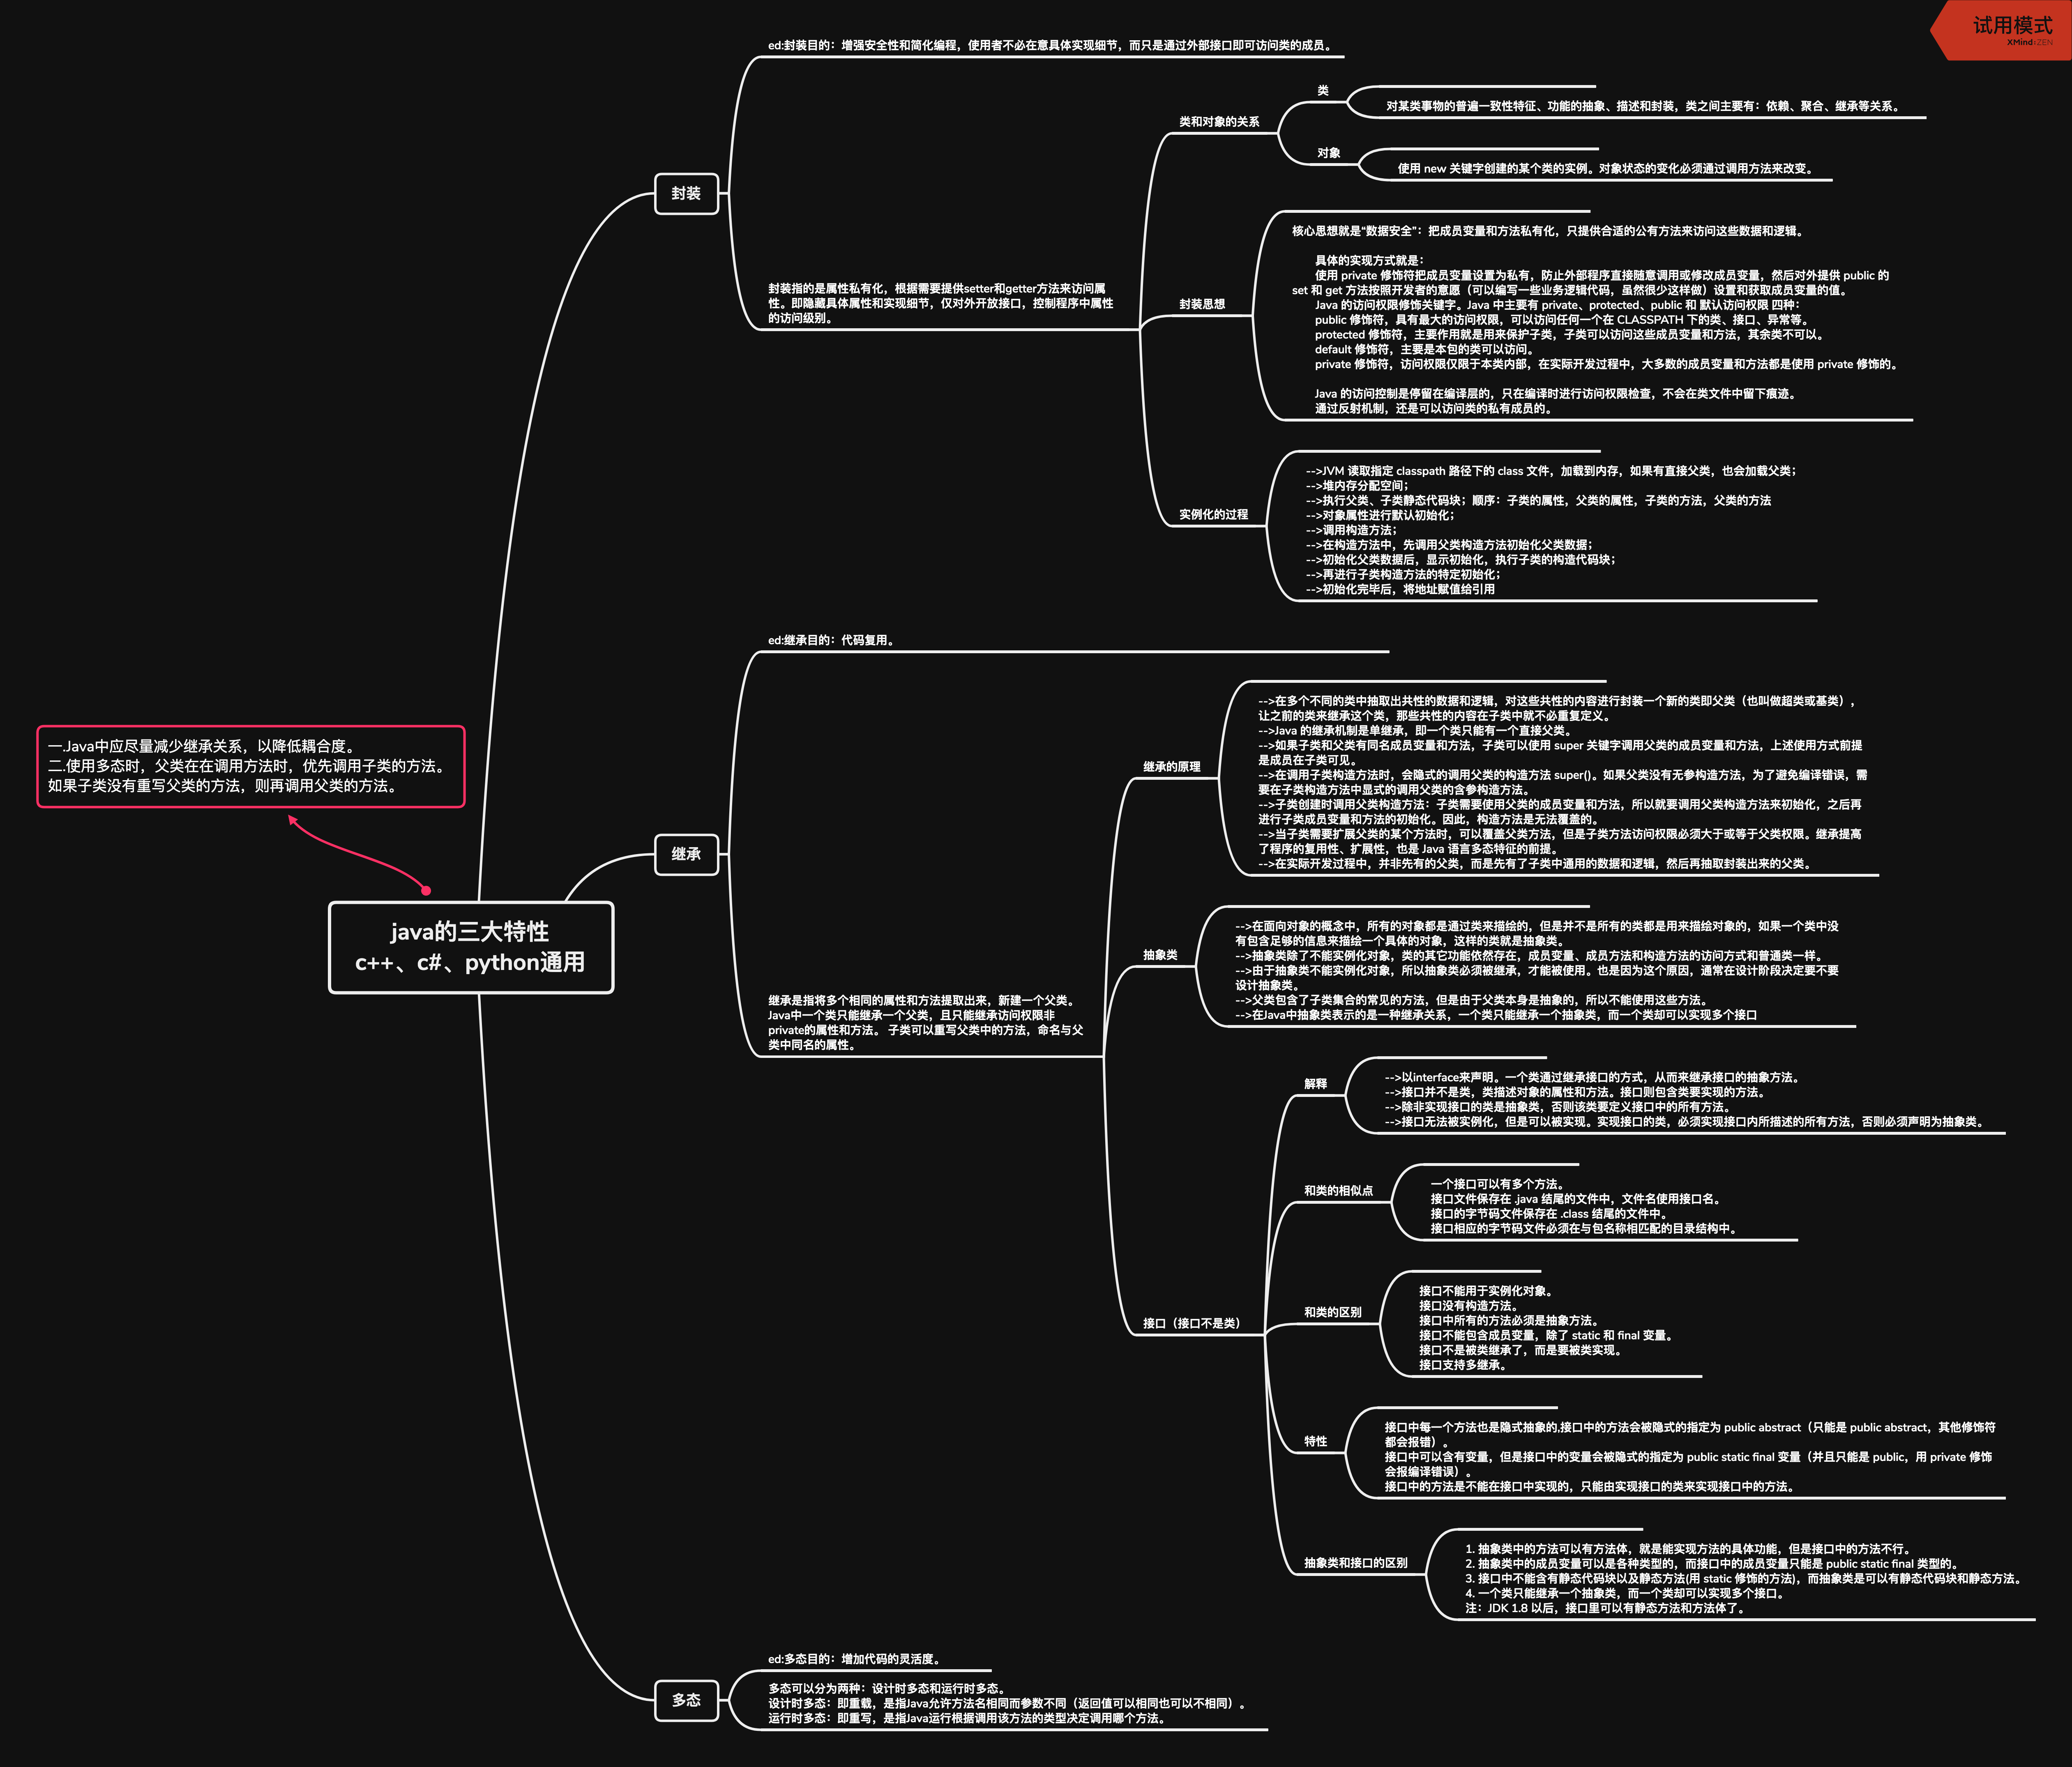 试用模式
XMind:ZEN
ed:封装目的：增强安全性和简化编程，使用者不必在意具体实现细节，而只是通过外部接口即可访问类的成员。
类
对某类事物的普遍一致性特征、功能的抽象、描述和封装，类之间主要有：依赖、聚合、继承等关系。
类和对象的关系
对象
使用 new 关键字创建的某个类的实例。对象状态的变化必须通过调用方法来改变。
封装
封装指的是属性私有化，根据需要提供setter和getter方法来访问属
性。即隐藏具体属性和实现细节，仅对外开放接口，控制程序中属性
的访问级别。
封装思想
核心思想就是“数据安全”：把成员变量和方法私有化，只提供合适的公有方法来访问这些数据和逻辑。
具体的实现方式就是：
使用 private 修饰符把成员变量设置为私有，防止外部程序直接随意调用或修改成员变量，然后对外提供 public 的
set 和 get 方法按照开发者的意愿（可以编写一些业务逻辑代码，虽然很少这样做）设置和获取成员变量的值。
Java 的访问权限修饰关键字。Java 中主要有 private、protected、public 和 默认访问权限 四种：
public 修饰符，具有最大的访问权限，可以访问任何一个在 CLASSPATH 下的类、接口、异常等。
protected 修饰符，主要作用就是用来保护子类，子类可以访问这些成员变量和方法，其余类不可以。
default 修饰符，主要是本包的类可以访问。
private 修饰符，访问权限仅限于本类内部，在实际开发过程中，大多数的成员变量和方法都是使用 private 修饰的。
Java 的访问控制是停留在编译层的，只在编译时进行访问权限检查，不会在类文件中留下痕迹。
通过反射机制，还是可以访问类的私有成员的。
实例化的过程
-->JVM 读取指定 classpath 路径下的 class 文件，加载到内存，如果有直接父类，也会加载父类；
-->堆内存分配空间；
-->执行父类、子类静态代码块；顺序：子类的属性，父类的属性，子类的方法，父类的方法
-->对象属性进行默认初始化；
-->调用构造方法；
-->在构造方法中，先调用父类构造方法初始化父类数据；
-->初始化父类数据后，显示初始化，执行子类的构造代码块；
-->再进行子类构造方法的特定初始化；
-->初始化完毕后，将地址赋值给引用
一.Java中应尽量减少继承关系，以降低耦合度。
二.使用多态时，父类在在调用方法时，优先调用子类的方法。
如果子类没有重写父类的方法，则再调用父类的方法。
java的三大特性
c++、c#、python通用
继承
ed:继承目的：代码复用。
继承是指将多个相同的属性和方法提取出来，新建一个父类。
Java中一个类只能继承一个父类，且只能继承访问权限非
private的属性和方法。 子类可以重写父类中的方法，命名与父
类中同名的属性。
继承的原理
-->在多个不同的类中抽取出共性的数据和逻辑，对这些共性的内容进行封装一个新的类即父类（也叫做超类或基类），
让之前的类来继承这个类，那些共性的内容在子类中就不必重复定义。
-->Java 的继承机制是单继承，即一个类只能有一个直接父类。
-->如果子类和父类有同名成员变量和方法，子类可以使用 super 关键字调用父类的成员变量和方法，上述使用方式前提
是成员在子类可见。
-->在调用子类构造方法时，会隐式的调用父类的构造方法 super()。如果父类没有无参构造方法，为了避免编译错误，需
要在子类构造方法中显式的调用父类的含参构造方法。
-->子类创建时调用父类构造方法：子类需要使用父类的成员变量和方法，所以就要调用父类构造方法来初始化，之后再
进行子类成员变量和方法的初始化。因此，构造方法是无法覆盖的。
-->当子类需要扩展父类的某个方法时，可以覆盖父类方法，但是子类方法访问权限必须大于或等于父类权限。继承提高
了程序的复用性、扩展性，也是 Java 语言多态特征的前提。
-->在实际开发过程中，并非先有的父类，而是先有了子类中通用的数据和逻辑，然后再抽取封装出来的父类。
抽象类
-->在面向对象的概念中，所有的对象都是通过类来描绘的，但是并不是所有的类都是用来描绘对象的，如果一个类中没
有包含足够的信息来描绘一个具体的对象，这样的类就是抽象类。
-->抽象类除了不能实例化对象，类的其它功能依然存在，成员变量、成员方法和构造方法的访问方式和普通类一样。
-->由于抽象类不能实例化对象，所以抽象类必须被继承，才能被使用。也是因为这个原因，通常在设计阶段决定要不要
设计抽象类。
-->父类包含了子类集合的常见的方法，但是由于父类本身是抽象的，所以不能使用这些方法。
-->在Java中抽象类表示的是一种继承关系，一个类只能继承一个抽象类，而一个类却可以实现多个接口
接口（接口不是类）
解释
-->以interface来声明。一个类通过继承接口的方式，从而来继承接口的抽象方法。
-->接口并不是类，类描述对象的属性和方法。接口则包含类要实现的方法。
-->除非实现接口的类是抽象类，否则该类要定义接口中的所有方法。
-->接口无法被实例化，但是可以被实现。实现接口的类，必须实现接口内所描述的所有方法，否则必须声明为抽象类。
和类的相似点
一个接口可以有多个方法。
接口文件保存在 .java 结尾的文件中，文件名使用接口名。
接口的字节码文件保存在 .class 结尾的文件中。
接口相应的字节码文件必须在与包名称相匹配的目录结构中。
和类的区别
接口不能用于实例化对象。
接口没有构造方法。
接口中所有的方法必须是抽象方法。
接口不能包含成员变量，除了 static 和 final 变量。
接口不是被类继承了，而是要被类实现。
接口支持多继承。
特性
接口中每一个方法也是隐式抽象的,接口中的方法会被隐式的指定为 public abstract（只能是 public abstract，其他修饰符
都会报错）。
接口中可以含有变量，但是接口中的变量会被隐式的指定为 public static final 变量（并且只能是 public，用 private 修饰
会报编译错误）。
接口中的方法是不能在接口中实现的，只能由实现接口的类来实现接口中的方法。
抽象类和接口的区别
1. 抽象类中的方法可以有方法体，就是能实现方法的具体功能，但是接口中的方法不行。
2. 抽象类中的成员变量可以是各种类型的，而接口中的成员变量只能是 public static final 类型的。
3. 接口中不能含有静态代码块以及静态方法(用 static 修饰的方法)，而抽象类是可以有静态代码块和静态方法。
4. 一个类只能继承一个抽象类，而一个类却可以实现多个接口。
注：JDK 1.8 以后，接口里可以有静态方法和方法体了。
多态
ed:多态目的：增加代码的灵活度。
多态可以分为两种：设计时多态和运行时多态。
设计时多态：即重载，是指Java允许方法名相同而参数不同（返回值可以相同也可以不相同）。
运行时多态：即重写，是指Java运行根据调用该方法的类型决定调用哪个方法。